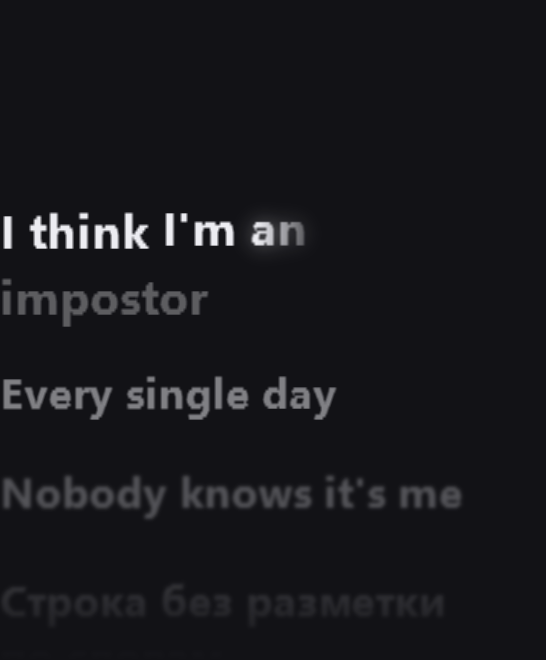 I think I'm an
impostor
Every single day
Nobody knows it's me
Строка без разметки